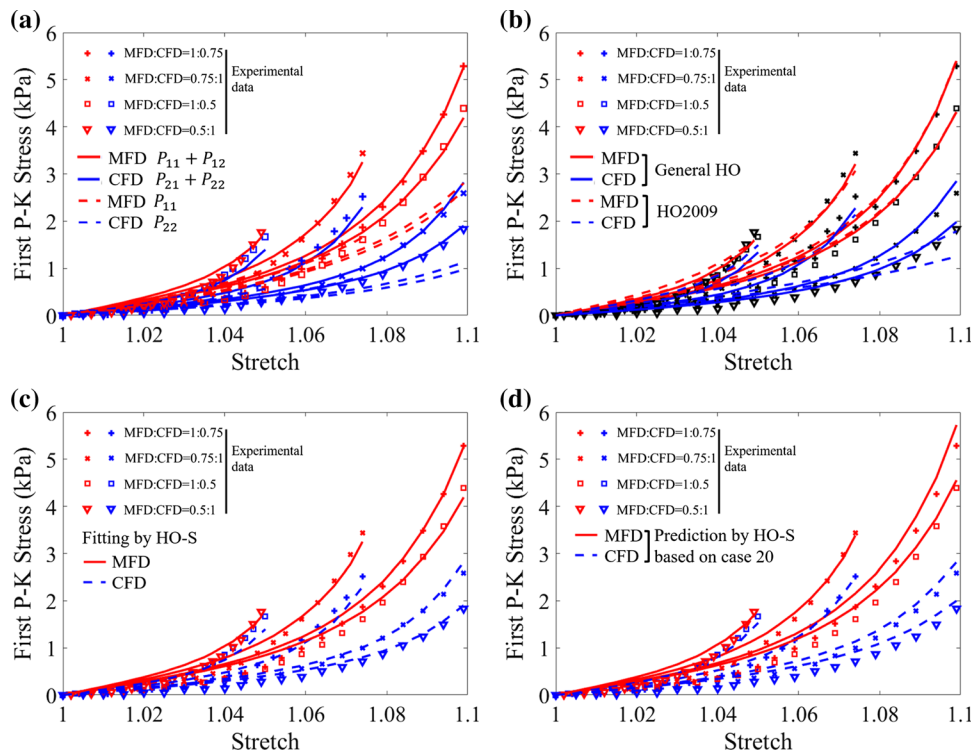 (a)
6
5
4
3
2
1
0
First P-K Stress (kPa)
MFD:CFD=1:0.75
MFD:CFD=0.75:1
MFD:CFD=1:0.5
MFD:CFD=0.5:1
Experimental
data
MFD P₁₁ + P₁₂
CFD P₂₁ + P₂₂
MFD P₁₁
CFD P₂₂
1 1.02 1.04 1.06 1.08 1.1
Stretch
(b)
6
5
4
3
2
1
0
First P-K Stress (kPa)
MFD:CFD=1:0.75
MFD:CFD=0.75:1
MFD:CFD=1:0.5
MFD:CFD=0.5:1
Experimental
data
MFD
CFD
General HO
MFD
CFD
HO2009
1 1.02 1.04 1.06 1.08 1.1
Stretch
(c)
6
5
4
3
2
1
0
First P-K Stress (kPa)
MFD:CFD=1:0.75
MFD:CFD=0.75:1
MFD:CFD=1:0.5
MFD:CFD=0.5:1
Experimental
data
Fitting by HO-S
MFD
CFD
1 1.02 1.04 1.06 1.08 1.1
Stretch
(d)
6
5
4
3
2
1
0
First P-K Stress (kPa)
MFD:CFD=1:0.75
MFD:CFD=0.75:1
MFD:CFD=1:0.5
MFD:CFD=0.5:1
Experimental
data
MFD
CFD
Prediction by HO-S
based on case 20
1 1.02 1.04 1.06 1.08 1.1
Stretch